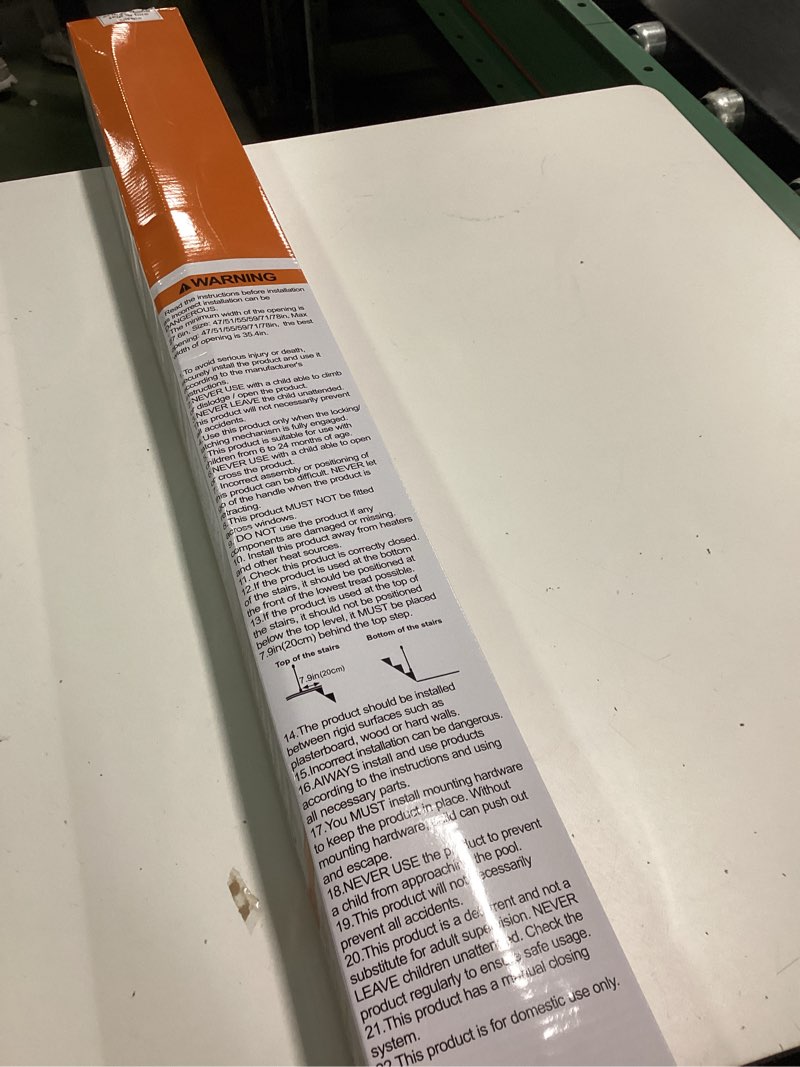 WARNING
Read the instructions before installation
incorrect installation can be
DANGEROUS.
The minimum width of the opening is
6in, Size: 47/51/55/59/71/78in, Max
opening: 47/51/55/59/71/78in, the best
width of opening is 35.4in.
To avoid serious injury or death,
securely install the product and use it
according to the manufacturer's
instructions.
NEVER USE with a child able to climb
dislodge / open the product.
NEVER LEAVE the child unattended.
This product will not necessarily prevent
accidents.
Use this product only when the locking/
latching mechanism is fully engaged.
This product is suitable for use with
children from 6 to 24 months of age.
NEVER USE with a child able to open
cross the product.
Incorrect assembly or positioning of
this product can be difficult. NEVER let
go of the handle when the product is
retracting.
8.This product MUST NOT be fitted
across windows.
9. DO NOT use the product if any
components are damaged or missing.
10. Install this product away from heaters
and other heat sources.
11.Check this product is correctly closed.
12.If the product is used at the bottom
of the stairs, it should be positioned at
the front of the lowest tread possible.
13.If the product is used at the top of
the stairs, it should not be positioned
below the top level, it MUST be placed
7.9in(20cm) behind the top step.
Top of the stairs
Bottom of the stairs
7.9in(20cm)
14.The product should be installed
between rigid surfaces such as
plasterboard, wood or hard walls.
15.Incorrect installation can be dangerous.
16.AlWAYS install and use products
according to the instructions and using
all necessary parts.
17.You MUST install mounting hardware
to keep the product in place. Without
mounting hardware, child can push out
and escape.
18.NEVER USE the product to prevent
a child from approaching the pool.
19.This product will not necessarily
prevent all accidents.
20.This product is a deterrent and not a
substitute for adult supervision. NEVER
LEAVE children unattended. Check the
product regularly to ensure safe usage.
21.This product has a manual closing
system.
22.This product is for domestic use only.